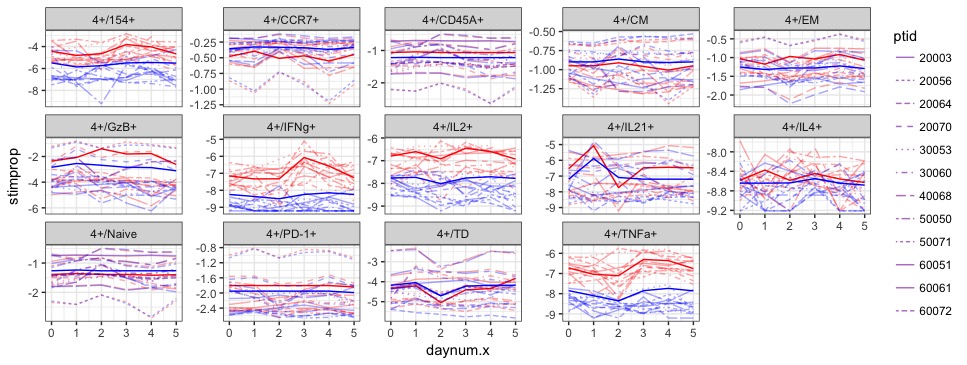 4+/154+ 4+/CCR7+ 4+/CD45A+ 4+/CM 4+/EM
-4 -6 -8
-0.25 -0.50 -0.75 -1.00 -1.25
-1 -2
-0.50 -0.75 -1.00 -1.25
-0.5 -1.0 -1.5 -2.0
4+/GzB+ 4+/IFNg+ 4+/IL2+ 4+/IL21+ 4+/IL4+
-2 -4 -6
-5 -6 -7 -8 -9
-6 -7 -8 -9
-5 -6 -7 -8 -9
-8.0 -8.4 -8.8 -9.2
0 1 2 3 4 5
4+/Naive 4+/PD-1+ 4+/TD 4+/TNFa+
-1 -2
-0.8 -1.2 -1.6 -2.0 -2.4
-3 -4 -5
-6 -7 -8 -9
0 1 2 3 4 5
0 1 2 3 4 5
0 1 2 3 4 5
0 1 2 3 4 5
stimprop
daynum.x
ptid
20003
20056
20064
20070
30053
30060
40068
50050
50071
60051
60061
60072